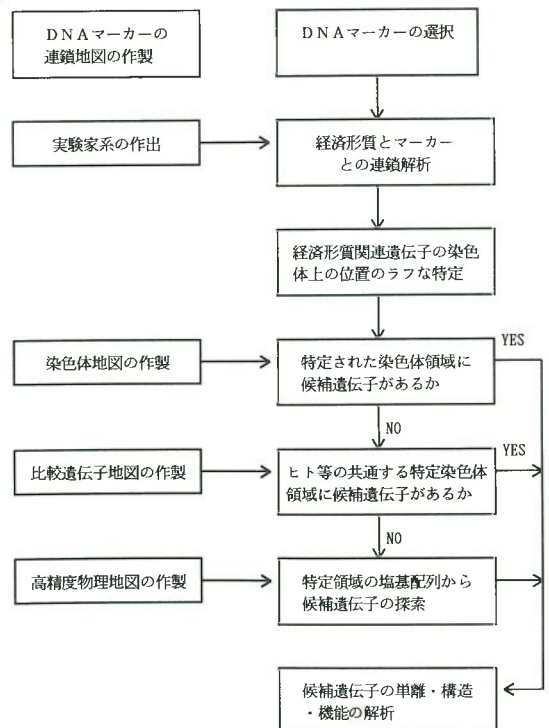 DNAマーカーの
連鎖地図の作製
DNAマーカーの選択
実験家系の作出
経済形質とマーカー
との連鎖解析
経済形質関連遺伝子の染色
体上の位置のラフな特定
染色体地図の作製
特定された染色体領域に
候補遺伝子があるか
YES
NO
比較遺伝子地図の作製
ヒト等の共通する特定染色体
領域に候補遺伝子があるか
YES
NO
高精度物理地図の作製
特定領域の塩基配列から
候補遺伝子の探索
候補遺伝子の単離・構造
・機能の解析